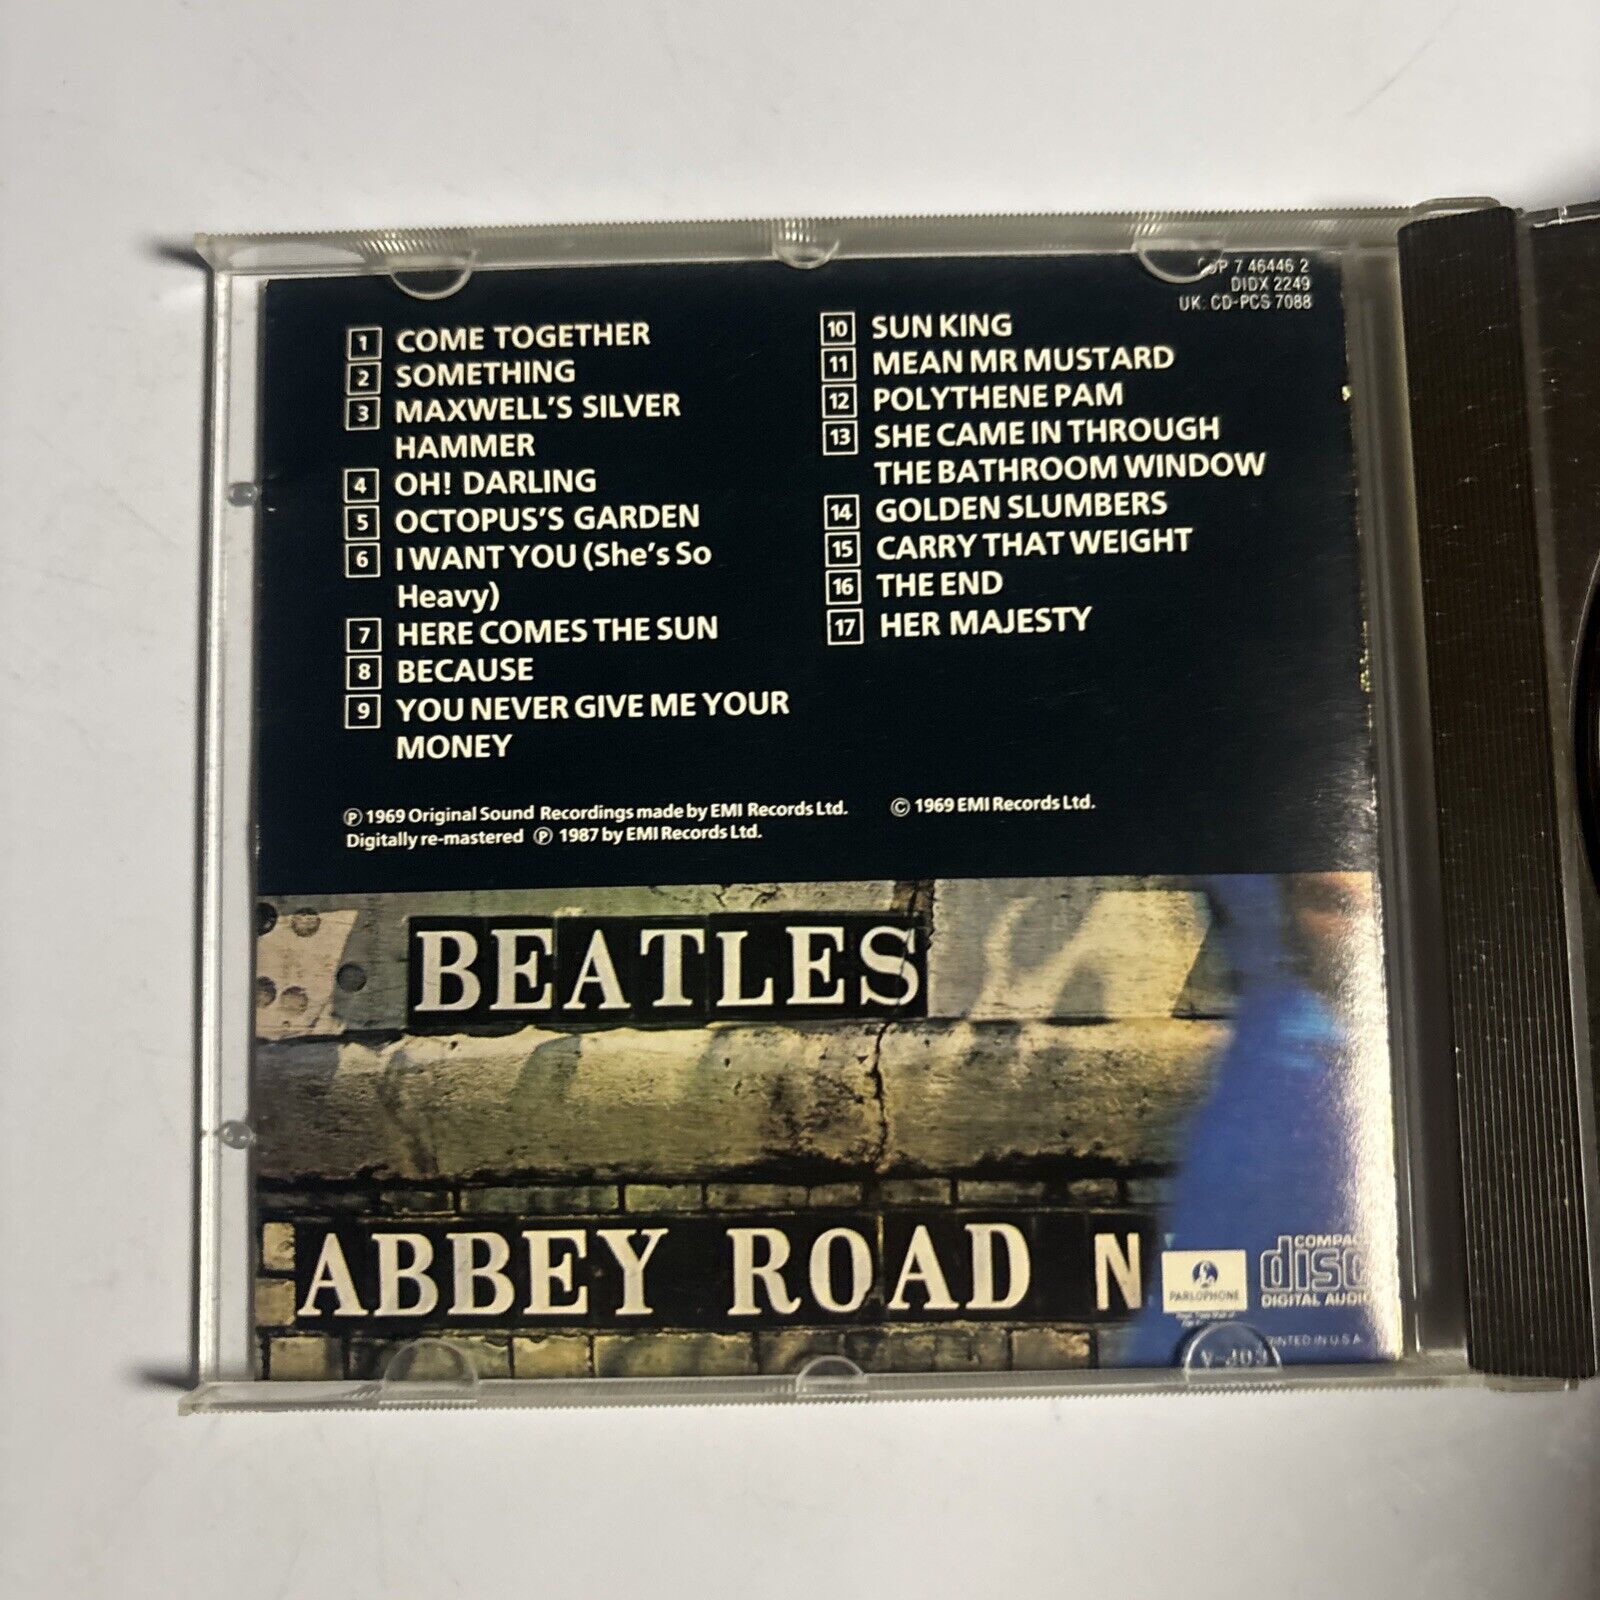 CDP 7 46446 2
DIDX 2249
UK: CD-PCS 7088
1 COME TOGETHER
2 SOMETHING
3 MAXWELL'S SILVER
HAMMER
4 OH! DARLING
5 OCTOPUS'S GARDEN
6 I WANT YOU (She's So
Heavy)
7 HERE COMES THE SUN
8 BECAUSE
9 YOU NEVER GIVE ME YOUR
MONEY
10 SUN KING
11 MEAN MR MUSTARD
12 POLYTHENE PAM
13 SHE CAME IN THROUGH
THE BATHROOM WINDOW
14 GOLDEN SLUMBERS
15 CARRY THAT WEIGHT
16 THE END
17 HER MAJESTY
℗ 1969 Original Sound Recordings made by EMI Records Ltd. © 1969 EMI Records Ltd.
Digitally re-mastered ℗ 1987 by EMI Records Ltd.
BEATLES
ABBEY ROAD N
PARLOPHONE
COMPACT
disc
DIGITAL AUDIO
PRINTED IN U.S.A.